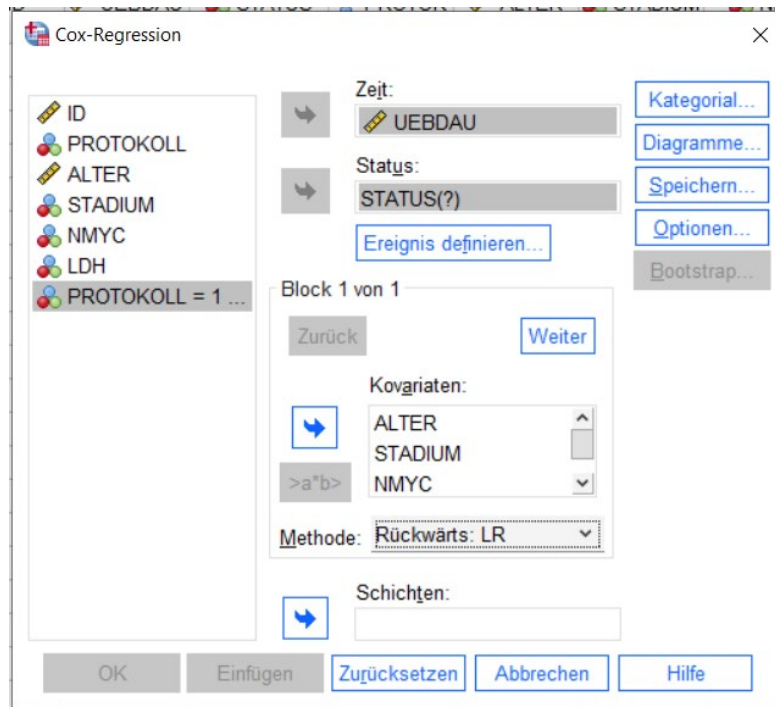 Cox-Regression
ID
PROTOKOLL
ALTER
STADIUM
NMYC
LDH
PROTOKOLL = 1 ...
Zeit:
UEBDAU
Status:
STATUS(?)
Ereignis definieren...
Block 1 von 1
Zurück
Weiter
Kovariaten:
ALTER
STADIUM
NMYC
>a*b>
Methode:
Rückwärts: LR
Schichten:
Kategorial...
Diagramme...
Speichern...
Optionen...
Bootstrap...
OK
Einfügen
Zurücksetzen
Abbrechen
Hilfe